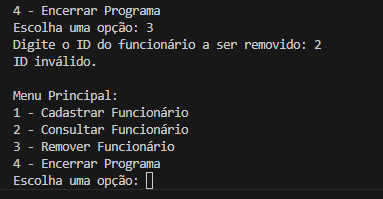 4 - Encerrar Programa
Escolha uma opção: 3
Digite o ID do funcionário a ser removido: 2
ID inválido.
Menu Principal:
1 - Cadastrar Funcionário
2 - Consultar Funcionário
3 - Remover Funcionário
4 - Encerrar Programa
Escolha uma opção: